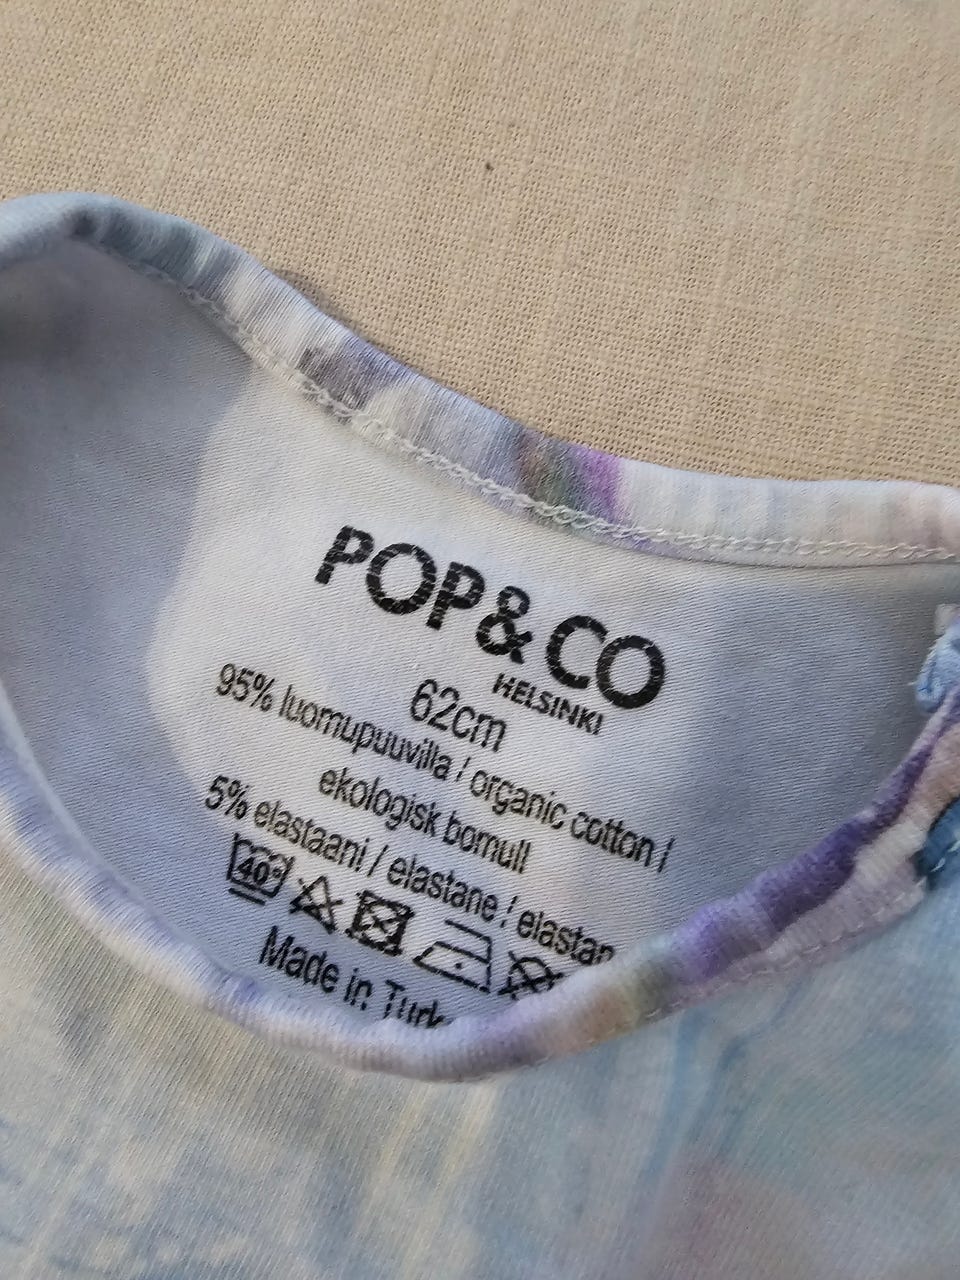 POP&CO
HELSINKI
62cm
95% luomupuuvilla / organic cotton /
ekologisk bomull
5% elastaani / elastane / elastan
40°
Made in Turk